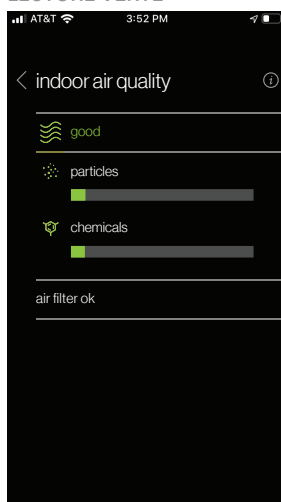 AT&T 3:52 PM
indoor air quality
good
particles
chemicals
air filter ok